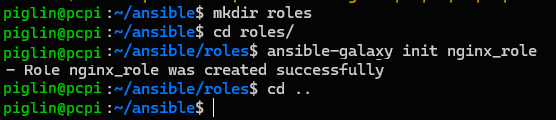 piglin@pcpi:~/ansible$ mkdir roles
piglin@pcpi:~/ansible$ cd roles/
piglin@pcpi:~/ansible/roles$ ansible-galaxy init nginx_role
- Role nginx_role was created successfully
piglin@pcpi:~/ansible/roles$ cd ..
piglin@pcpi:~/ansible$